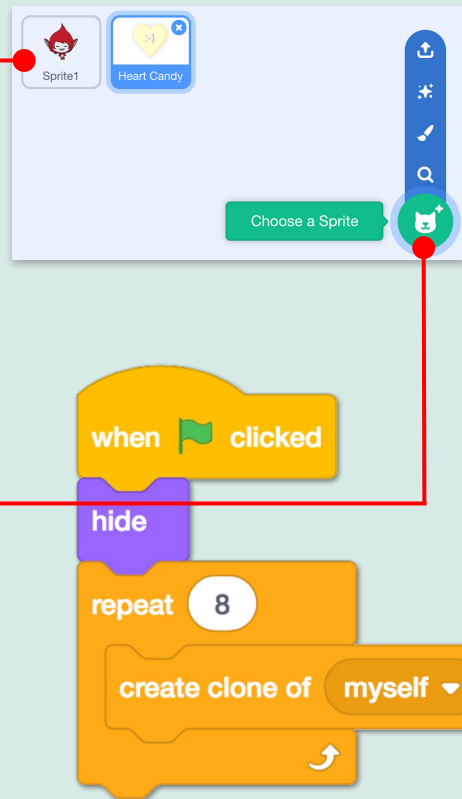 :-)
Sprite1
Heart Candy
Choose a Sprite
when clicked
hide
repeat 8
create clone of myself